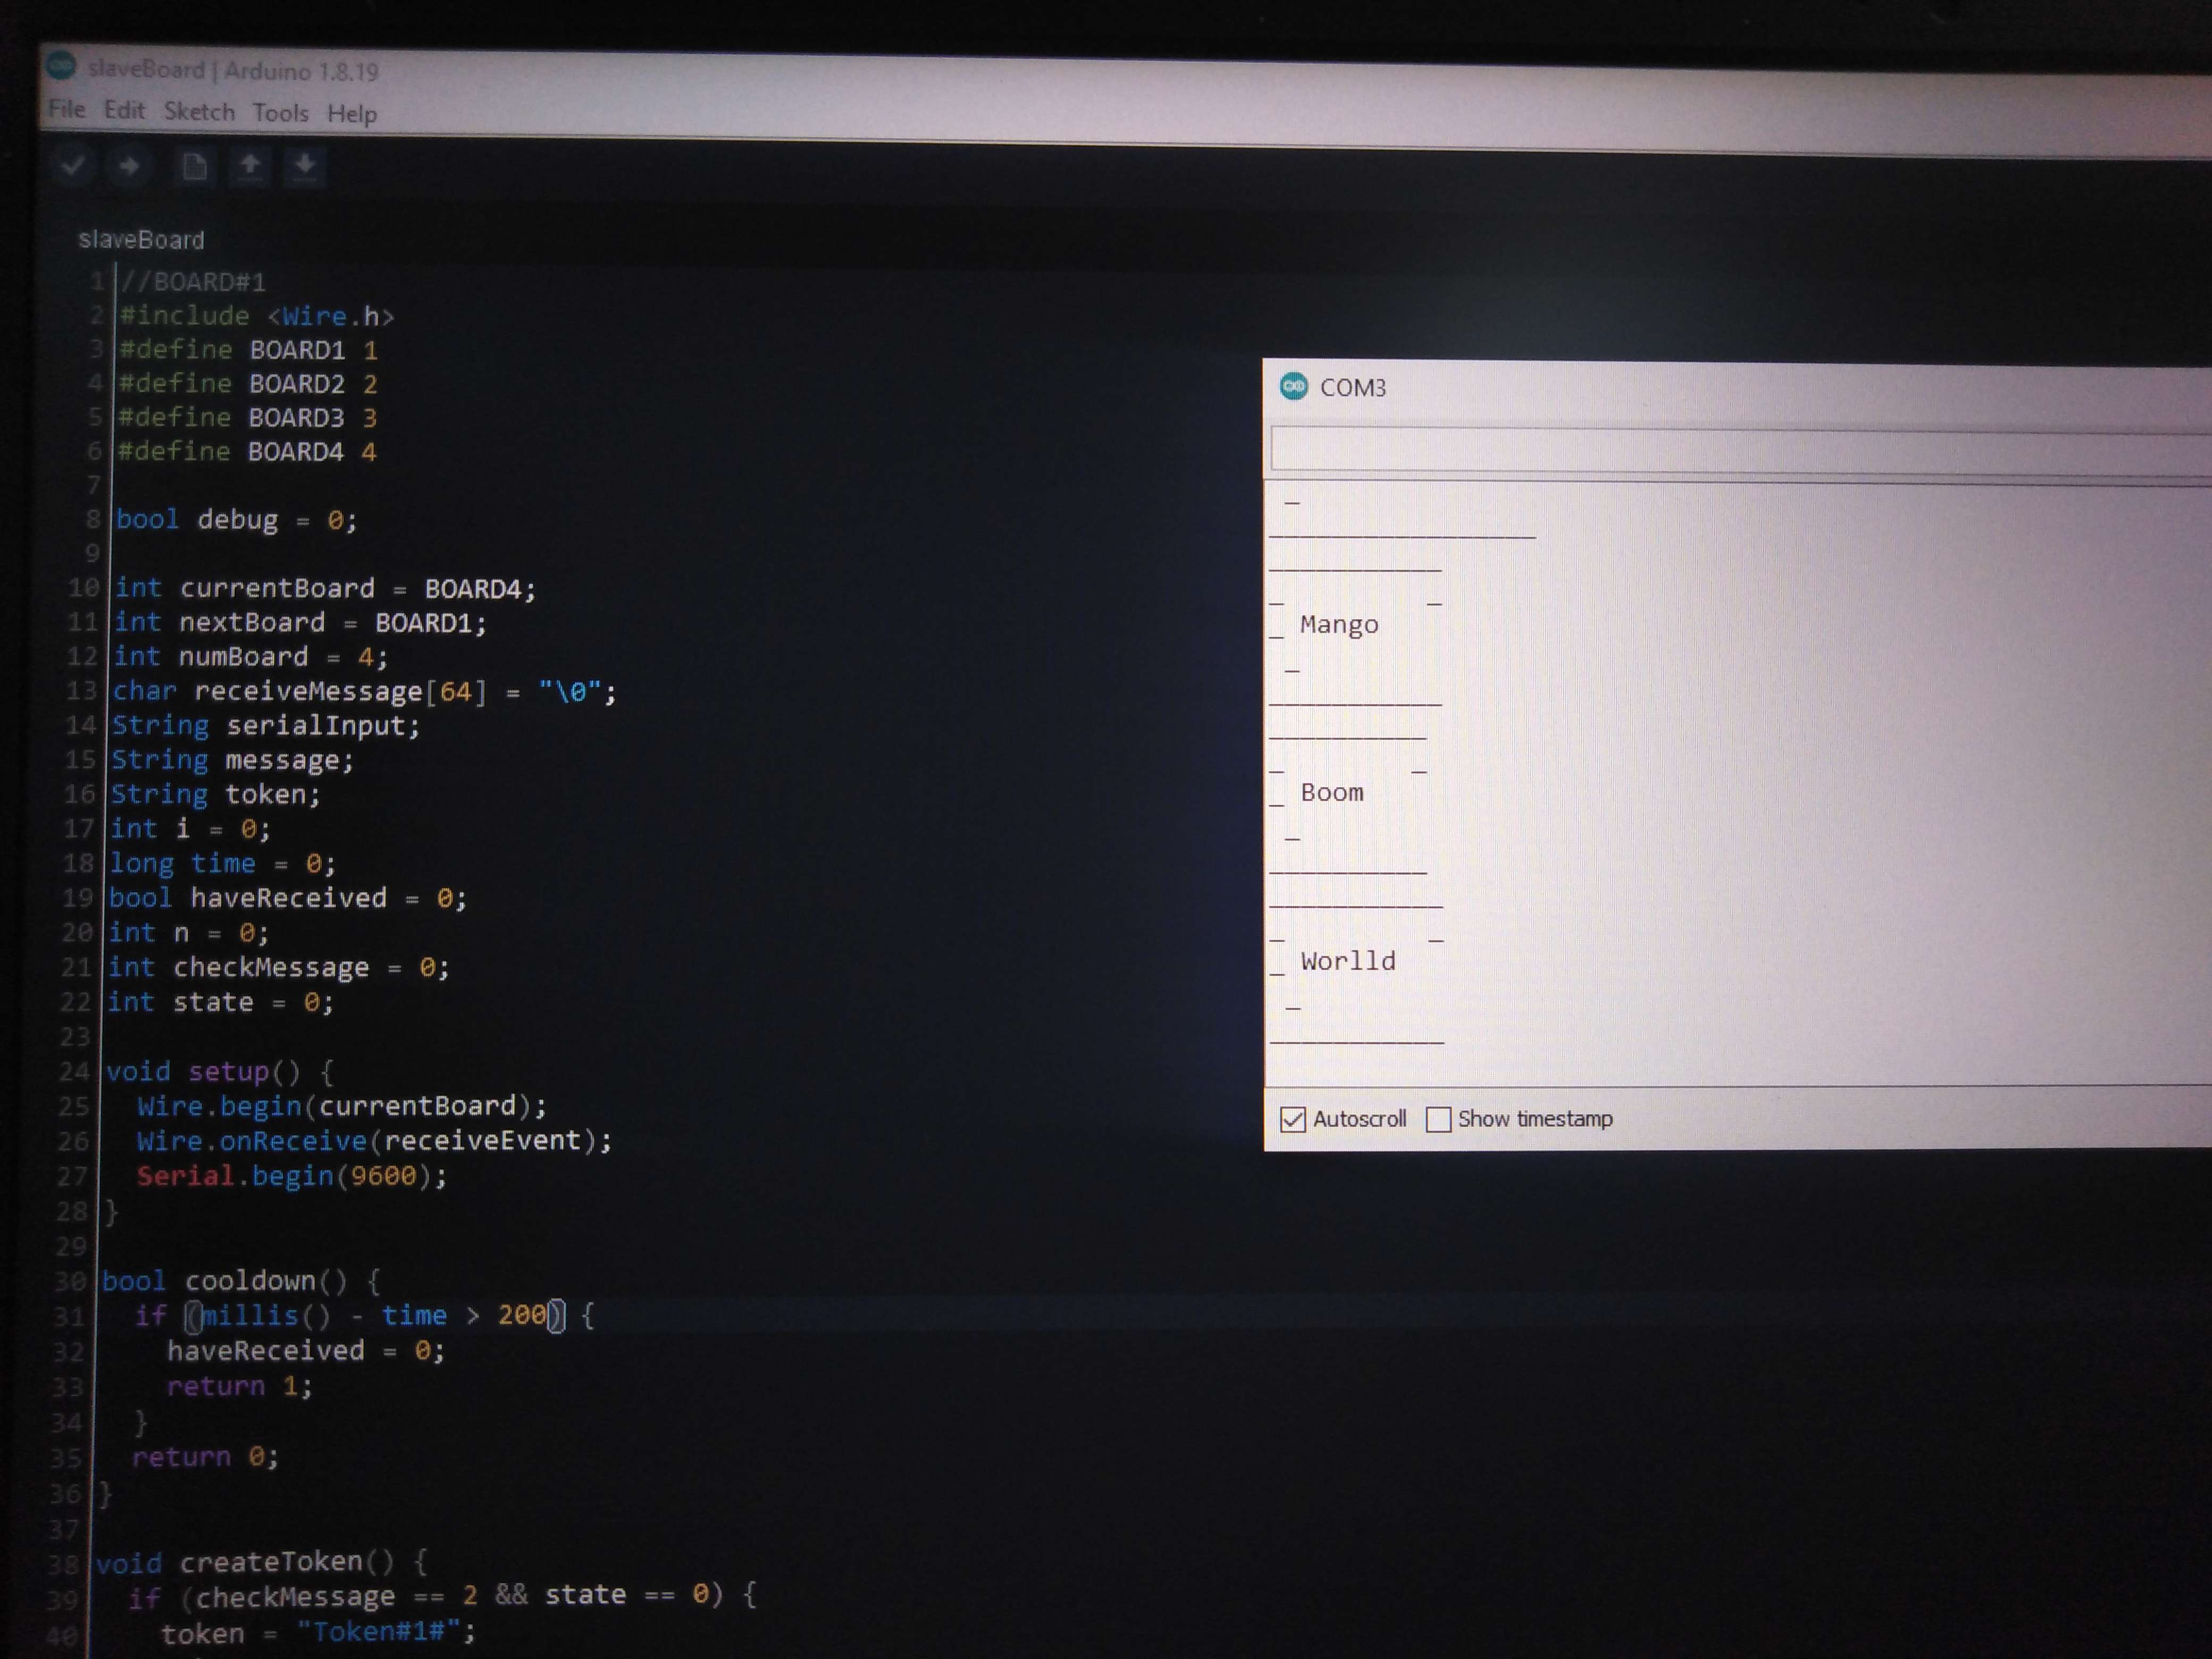 slaveBoard | Arduino 1.8.19
File Edit Sketch Tools Help
slaveBoard
1 //BOARD#1
2 #include <Wire.h>
3 #define BOARD1 1
4 #define BOARD2 2
5 #define BOARD3 3
6 #define BOARD4 4
7
8 bool debug = 0;
9
10 int currentBoard = BOARD4;
11 int nextBoard = BOARD1;
12 int numBoard = 4;
13 char receiveMessage[64] = "\0";
14 String serialInput;
15 String message;
16 String token;
17 int i = 0;
18 long time = 0;
19 bool haveReceived = 0;
20 int n = 0;
21 int checkMessage = 0;
22 int state = 0;
23
24 void setup() {
25 Wire.begin(currentBoard);
26 Wire.onReceive(receiveEvent);
27 Serial.begin(9600);
28 }
29
30 bool cooldown() {
31 if (millis() - time > 200) {
32 haveReceived = 0;
33 return 1;
34 }
35 return 0;
36 }
37
38 void createToken() {
39 if (checkMessage == 2 && state == 0) {
40 token = "Token#1#";
COM3
_
_________________
___________
_         _
_ Mango
_
___________
__________
_        _
_ Boom
_
__________
___________
_         _
_ Worlld
_
___________
Autoscroll Show timestamp